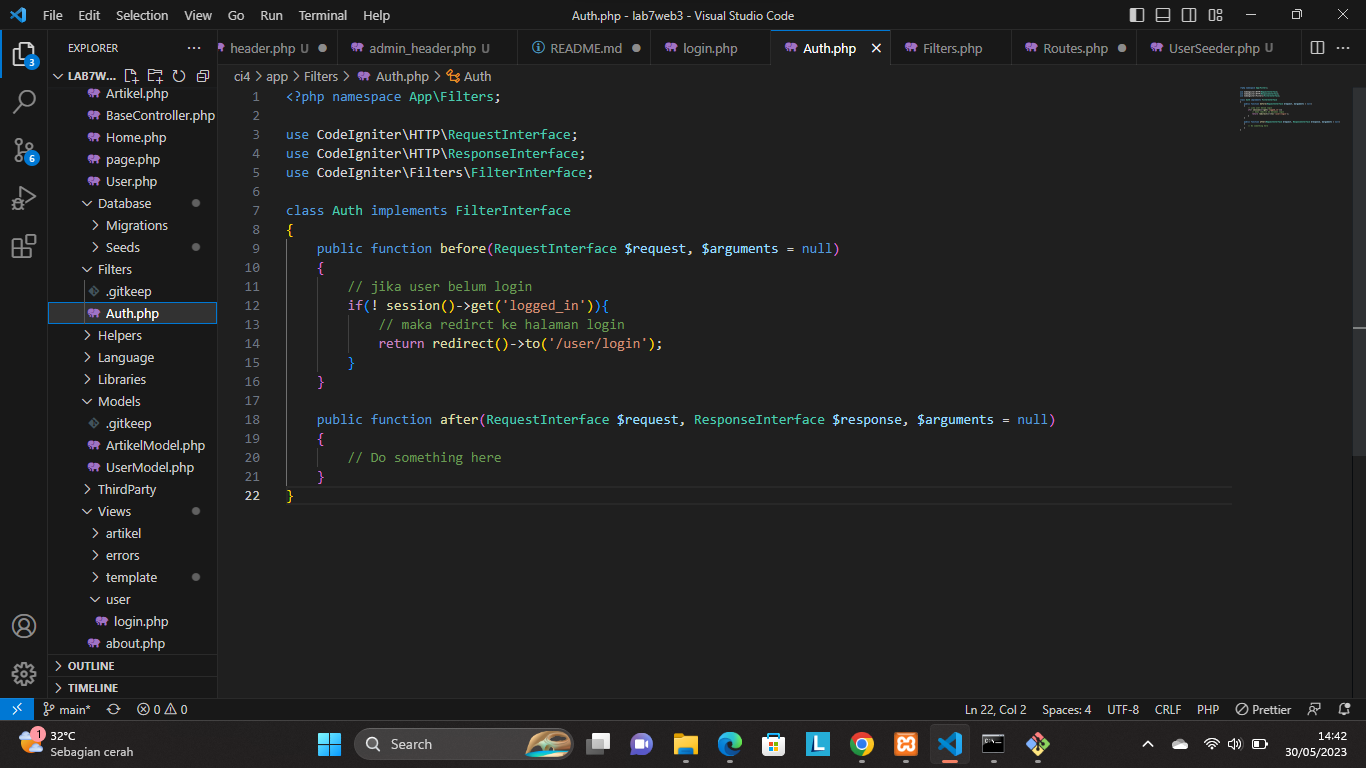 File Edit Selection View Go Run Terminal Help
Auth.php - lab7web3 - Visual Studio Code
EXPLORER
header.php U
admin_header.php U
README.md
login.php
Auth.php
Filters.php
Routes.php
UserSeeder.php U
LAB7W...
Artikel.php
BaseController.php
Home.php
page.php
User.php
Database
Migrations
Seeds
Filters
.gitkeep
Auth.php
Helpers
Language
Libraries
Models
.gitkeep
ArtikelModel.php
UserModel.php
ThirdParty
Views
artikel
errors
template
user
login.php
about.php
OUTLINE
TIMELINE
3
6
ci4 > app > Filters > Auth.php > Auth
1 <?php namespace App\Filters;
2
3 use CodeIgniter\HTTP\RequestInterface;
4 use CodeIgniter\HTTP\ResponseInterface;
5 use CodeIgniter\Filters\FilterInterface;
6
7 class Auth implements FilterInterface
8 {
9 public function before(RequestInterface $request, $arguments = null)
10 {
11 // jika user belum login
12 if(! session()->get('logged_in')){
13 // maka redirct ke halaman login
14 return redirect()->to('/user/login');
15 }
16 }
17
18 public function after(RequestInterface $request, ResponseInterface $response, $arguments = null)
19 {
20 // Do something here
21 }
22 }
main* 0 0 Ln 22, Col 2 Spaces: 4 UTF-8 CRLF PHP Prettier
1
32°C
Sebagian cerah
Search
L
14:42
30/05/2023